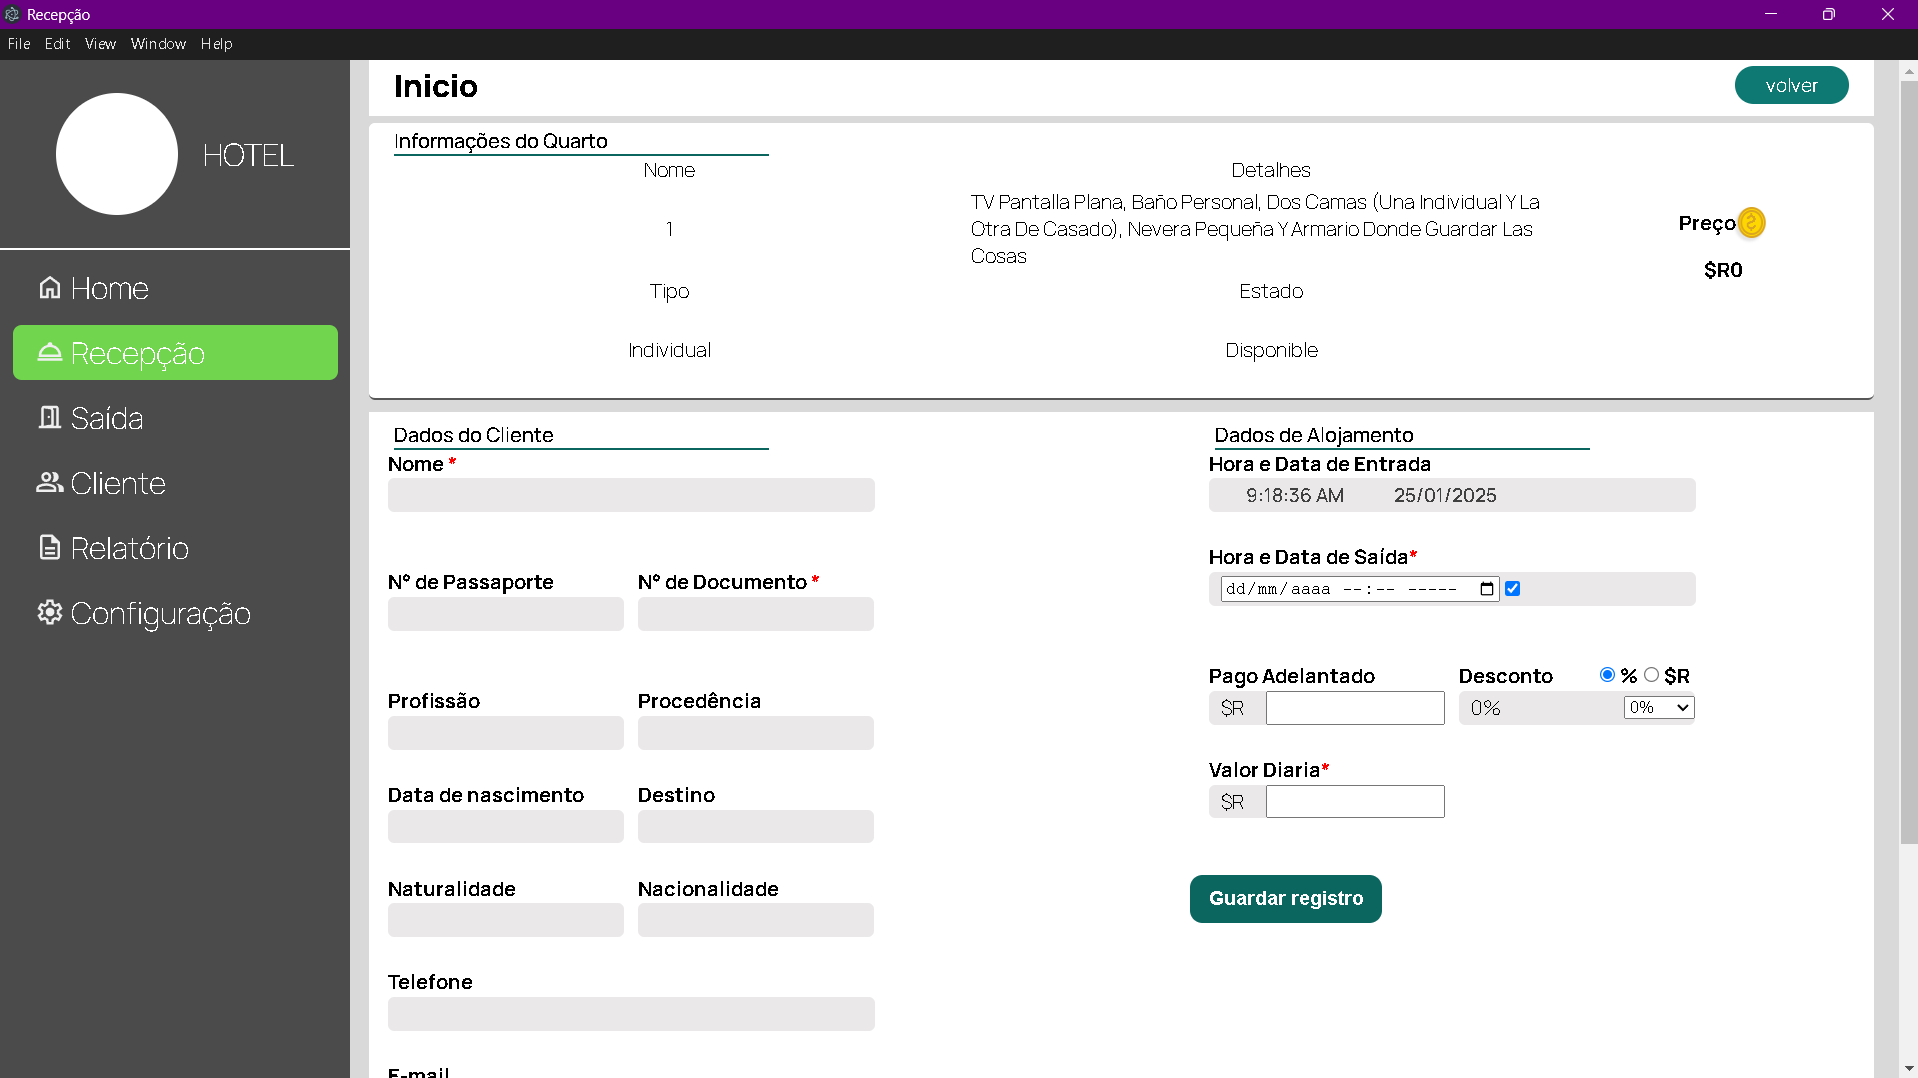 Recepção
File Edit View Window Help
HOTEL
Home
Recepção
Saída
Cliente
Relatório
Configuração
Inicio
volver
Informações do Quarto
Nome
1
Tipo
Individual
Detalhes
TV Pantalla Plana, Baño Personal, Dos Camas (Una Individual Y La
Otra De Casado), Nevera Pequeña Y Armario Donde Guardar Las
Cosas
Estado
Disponible
Preço
$R0
Dados do Cliente
Nome *
N° de Passaporte
N° de Documento *
Profissão
Procedência
Data de nascimento
Destino
Naturalidade
Nacionalidade
Telefone
E-mail
Dados de Alojamento
Hora e Data de Entrada
9:18:36 AM 25/01/2025
Hora e Data de Saída*
dd/mm/aaaa --:-- -----
Pago Adelantado
$R
Desconto
% $R
0%
0%
Valor Diaria*
$R
Guardar registro